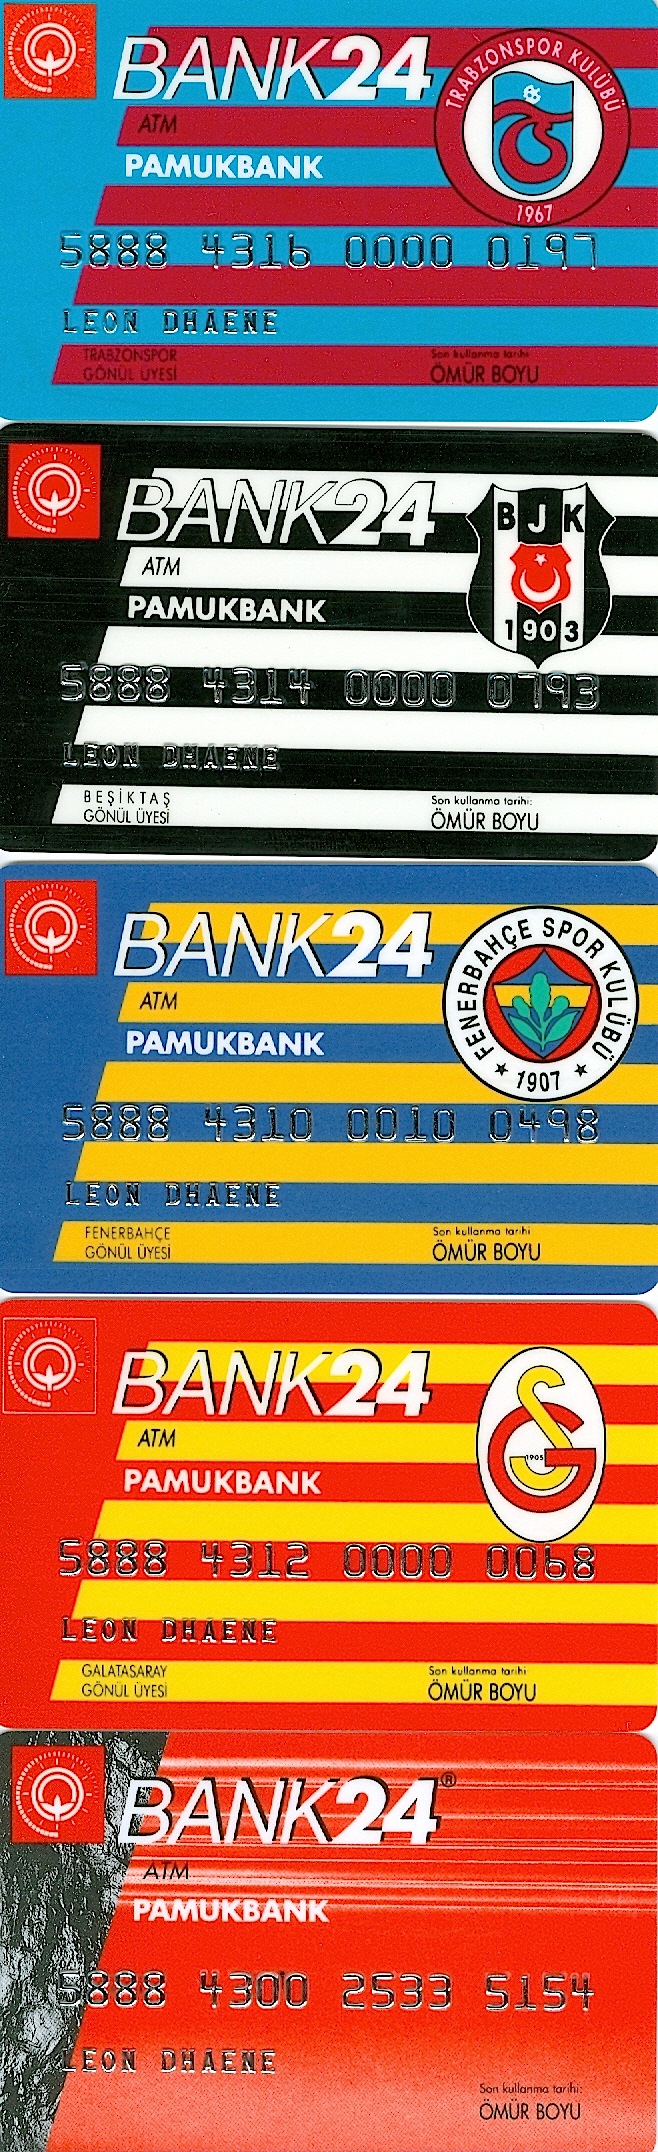 BANK24
ATM
PAMUKBANK
TRABZONSPOR KULÜBÜ
1967
5888 4316 0000 0197
LEON DHAENE
TRABZONSPOR
GÖNÜL ÜYESİ
Son kullanma tarihi
ÖMÜR BOYU
BANK24
ATM
PAMUKBANK
BJK
1903
5888 4314 0000 0793
LEON DHAENE
BEŞİKTAŞ
GÖNÜL ÜYESİ
Son kullanma tarihi:
ÖMÜR BOYU
BANK24
ATM
PAMUKBANK
FENERBAHÇE SPOR KULÜBÜ
★ 1907 ★
5888 4310 0010 0498
LEON DHAENE
FENERBAHÇE
GÖNÜL ÜYESİ
Son kullanma tarihi
ÖMÜR BOYU
BANK24
ATM
PAMUKBANK
GS
1905
5888 4312 0000 0068
LEON DHAENE
GALATASARAY
GÖNÜL ÜYESİ
Son kullanma tarihi
ÖMÜR BOYU
BANK24®
ATM
PAMUKBANK
5888 4300 2533 5154
LEON DHAENE
Son kullanma tarihi:
ÖMÜR BOYU